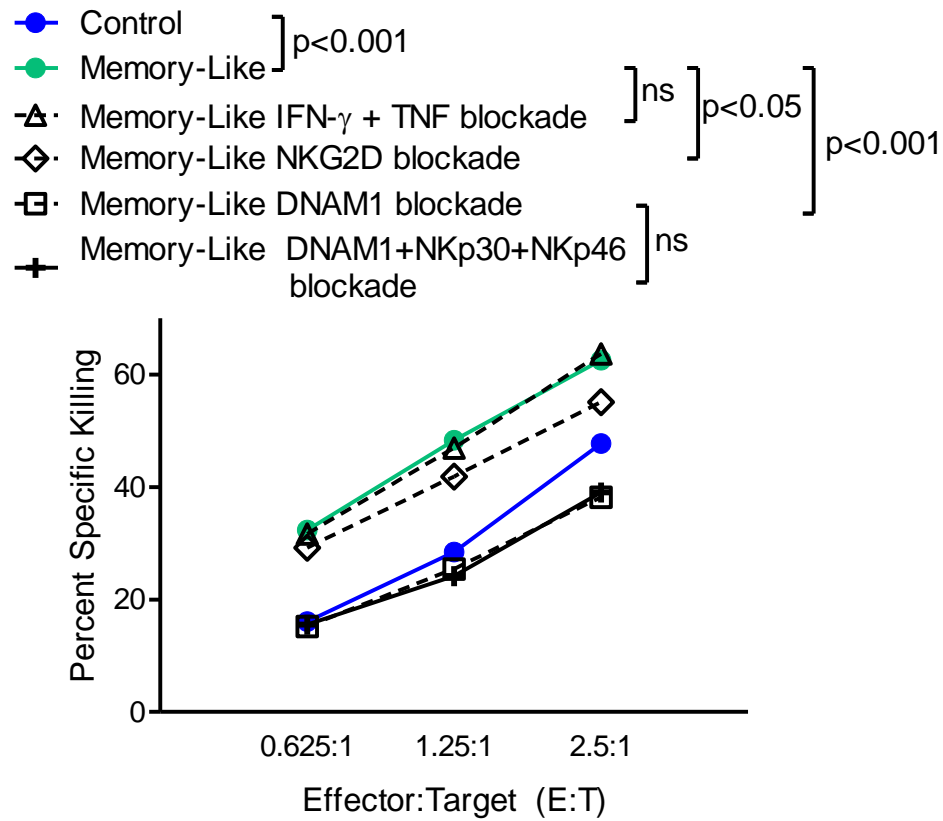 Control
p<0.001
Memory-Like
Memory-Like IFN-γ + TNF blockade
ns
Memory-Like NKG2D blockade
p<0.05
Memory-Like DNAM1 blockade
p<0.001
Memory-Like DNAM1+NKp30+NKp46
blockade
ns
Percent Specific Killing
60
40
20
0
0.625:1 1.25:1 2.5:1
Effector:Target (E:T)